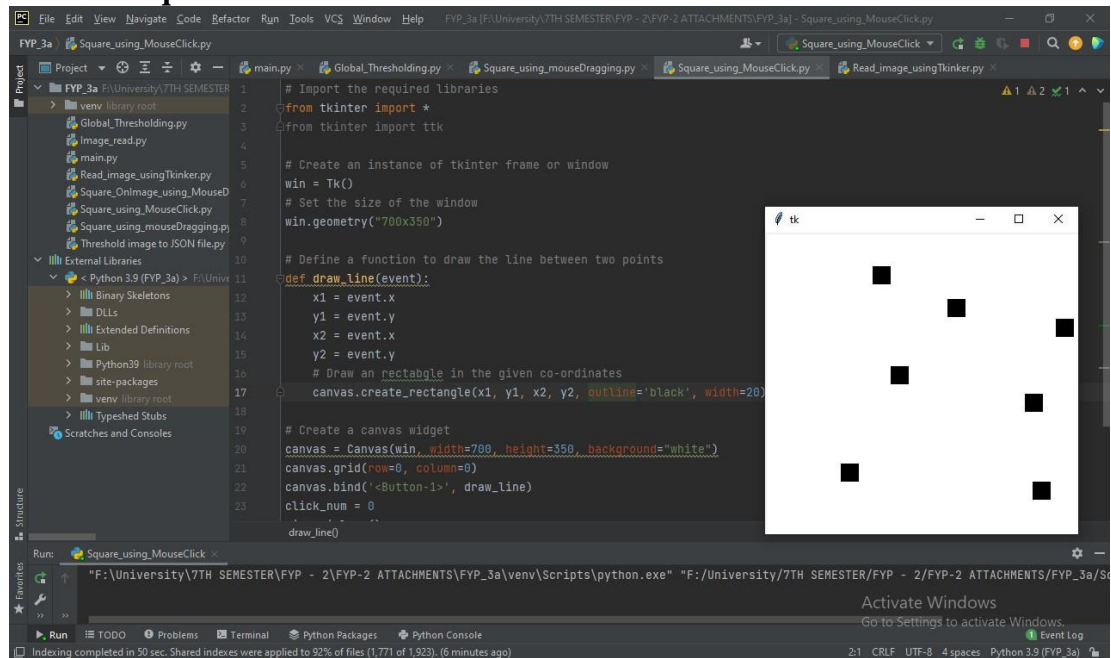 File Edit View Navigate Code Refactor Run Tools VCS Window Help FYP_3a [F:\University\7TH SEMESTER\FYP - 2\FYP-2 ATTACHMENTS\FYP_3a] - Square_using_MouseClick.py
FYP_3a Square_using_MouseClick.py Square_using_MouseClick
Project main.py Global_Thresholding.py Square_using_mouseDragging.py Square_using_MouseClick.py Read_image_usingTkinker.py
Project
FYP_3a F:\University\7TH SEMESTER
venv library root
Global_Thresholding.py
Image_read.py
main.py
Read_image_usingTkinker.py
Square_OnImage_using_MouseD
Square_using_MouseClick.py
Square_using_mouseDragging.py
Threshold image to JSON file.py
External Libraries
< Python 3.9 (FYP_3a) > F:\Unive
Binary Skeletons
DLLs
Extended Definitions
Lib
Python39 library root
site-packages
venv library root
Typeshed Stubs
Scratches and Consoles
1 # Import the required libraries
2 from tkinter import *
3 from tkinter import ttk
4
5 # Create an instance of tkinter frame or window
6 win = Tk()
7 # Set the size of the window
8 win.geometry("700x350")
9
10 # Define a function to draw the line between two points
11 def draw_line(event):
12 x1 = event.x
13 y1 = event.y
14 x2 = event.x
15 y2 = event.y
16 # Draw an rectabgle in the given co-ordinates
17 canvas.create_rectangle(x1, y1, x2, y2, outline='black', width=20)
18
19 # Create a canvas widget
20 canvas = Canvas(win, width=700, height=350, background="white")
21 canvas.grid(row=0, column=0)
22 canvas.bind('<Button-1>', draw_line)
23 click_num = 0
draw_line()
1 2 1
tk
Structure
Favorites
Run: Square_using_MouseClick
"F:\University\7TH SEMESTER\FYP - 2\FYP-2 ATTACHMENTS\FYP_3a\venv\Scripts\python.exe" "F:/University/7TH SEMESTER/FYP - 2/FYP-2 ATTACHMENTS/FYP_3a/Sq
Activate Windows
Go to Settings to activate Windows.
Run TODO Problems Terminal Python Packages Python Console 1 Event Log
Indexing completed in 50 sec. Shared indexes were applied to 92% of files (1,771 of 1,923). (6 minutes ago) 2:1 CRLF UTF-8 4 spaces Python 3.9 (FYP_3a)